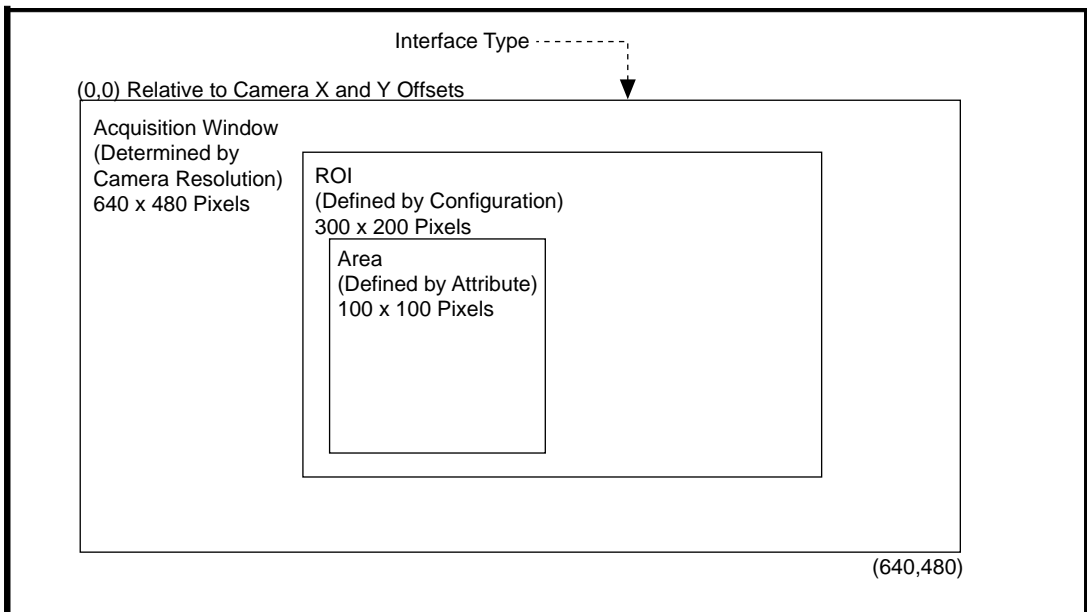 Interface Type
(0,0) Relative to Camera X and Y Offsets
Acquisition Window
(Determined by
Camera Resolution)
640 x 480 Pixels
ROI
(Defined by Configuration)
300 x 200 Pixels
Area
(Defined by Attribute)
100 x 100 Pixels
(640,480)